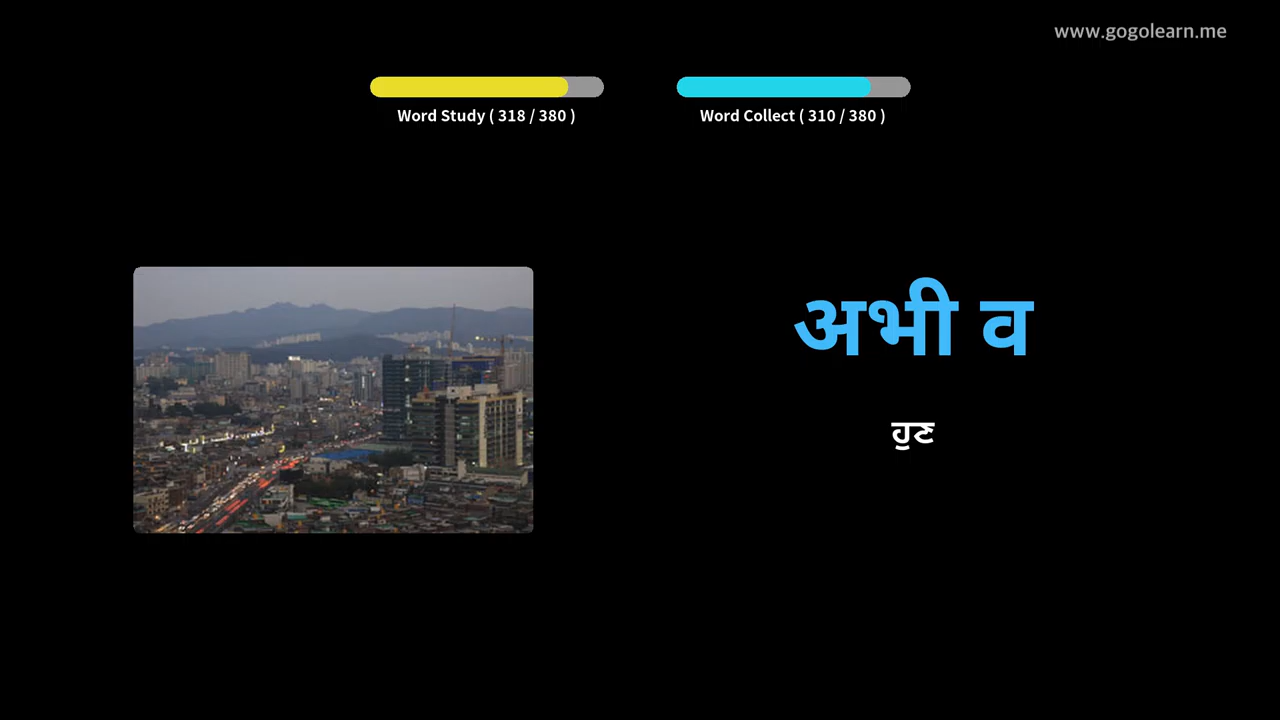 www.gogolearn.me
Word Study ( 318 / 380 )
Word Collect ( 310 / 380 )
अभी व
ਹੁਣ